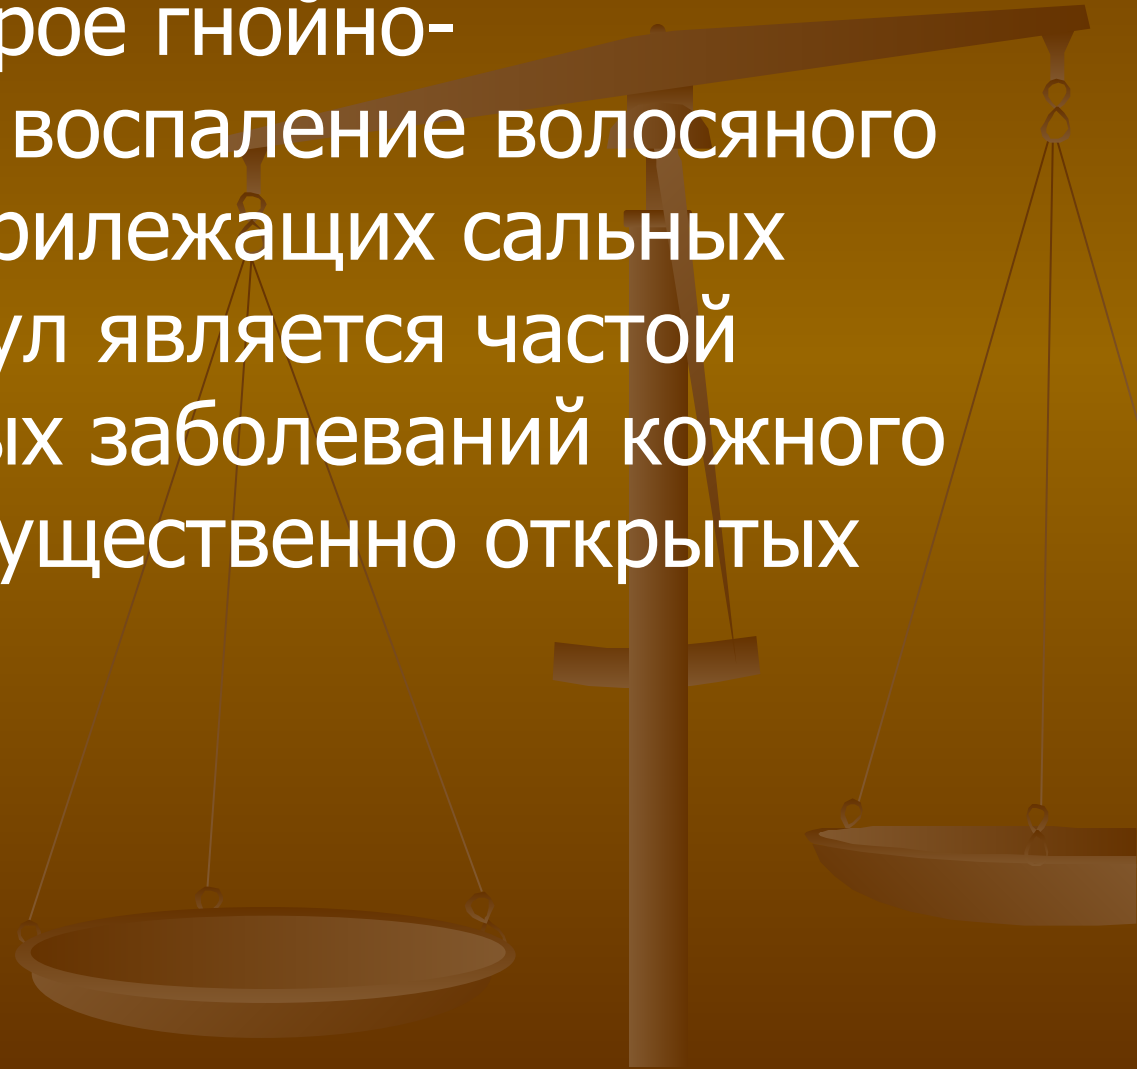 рое гнойно-
воспаление волосяного
рилежащих сальных
ул является частой
ых заболеваний кожного
ущественно открытых